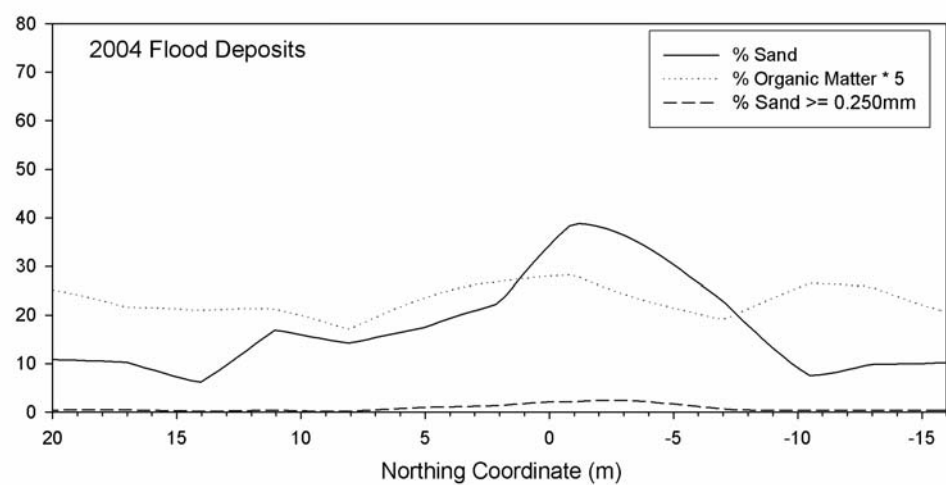 80
70
60
50
40
30
20
10
0
2004 Flood Deposits
% Sand
% Organic Matter * 5
% Sand >= 0.250mm
20 15 10 5 0 -5 -10 -15
Northing Coordinate (m)